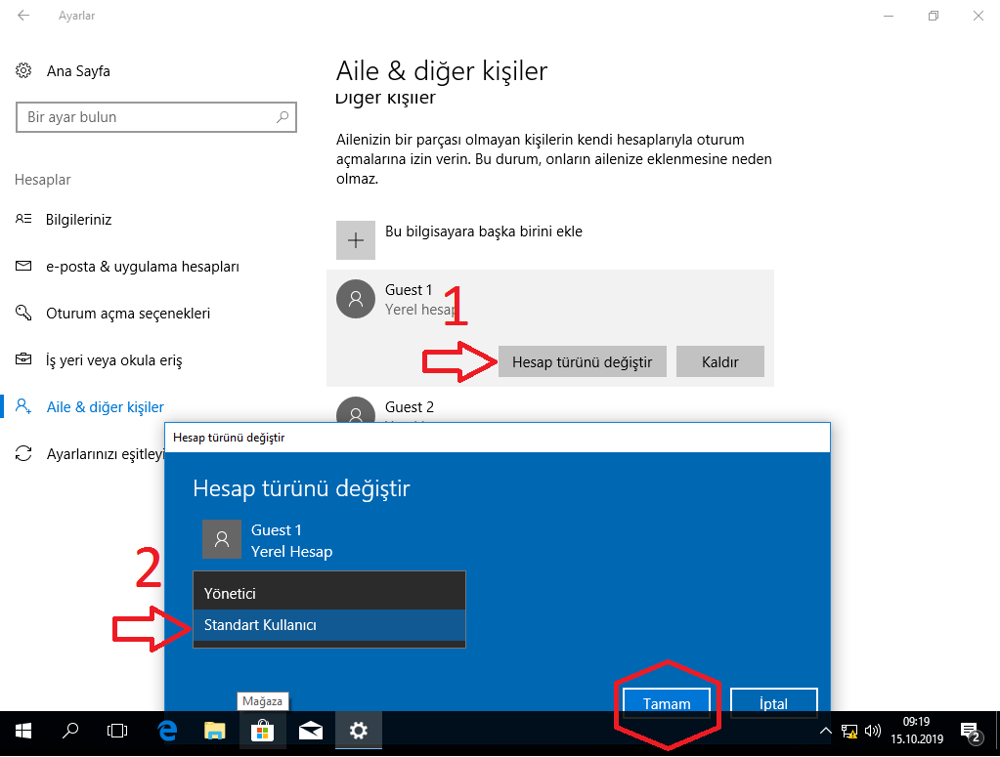 Ayarlar
Ana Sayfa
Bir ayar bulun
Hesaplar
Bilgileriniz
e-posta & uygulama hesapları
Oturum açma seçenekleri
İş yeri veya okula eriş
Aile & diğer kişiler
Ayarlarınızı eşitleyi
Aile & diğer kişiler
Diğer kişiler
Ailenizin bir parçası olmayan kişilerin kendi hesaplarıyla oturum
açmalarına izin verin. Bu durum, onların ailenize eklenmesine neden
olmaz.
Bu bilgisayara başka birini ekle
Guest 1
Yerel hesap
1
Hesap türünü değiştir
Kaldır
Guest 2
Hesap türünü değiştir
Hesap türünü değiştir
Guest 1
Yerel Hesap
2
Yönetici
Standart Kullanıcı
Tamam
İptal
Mağaza
09:19
15.10.2019
2